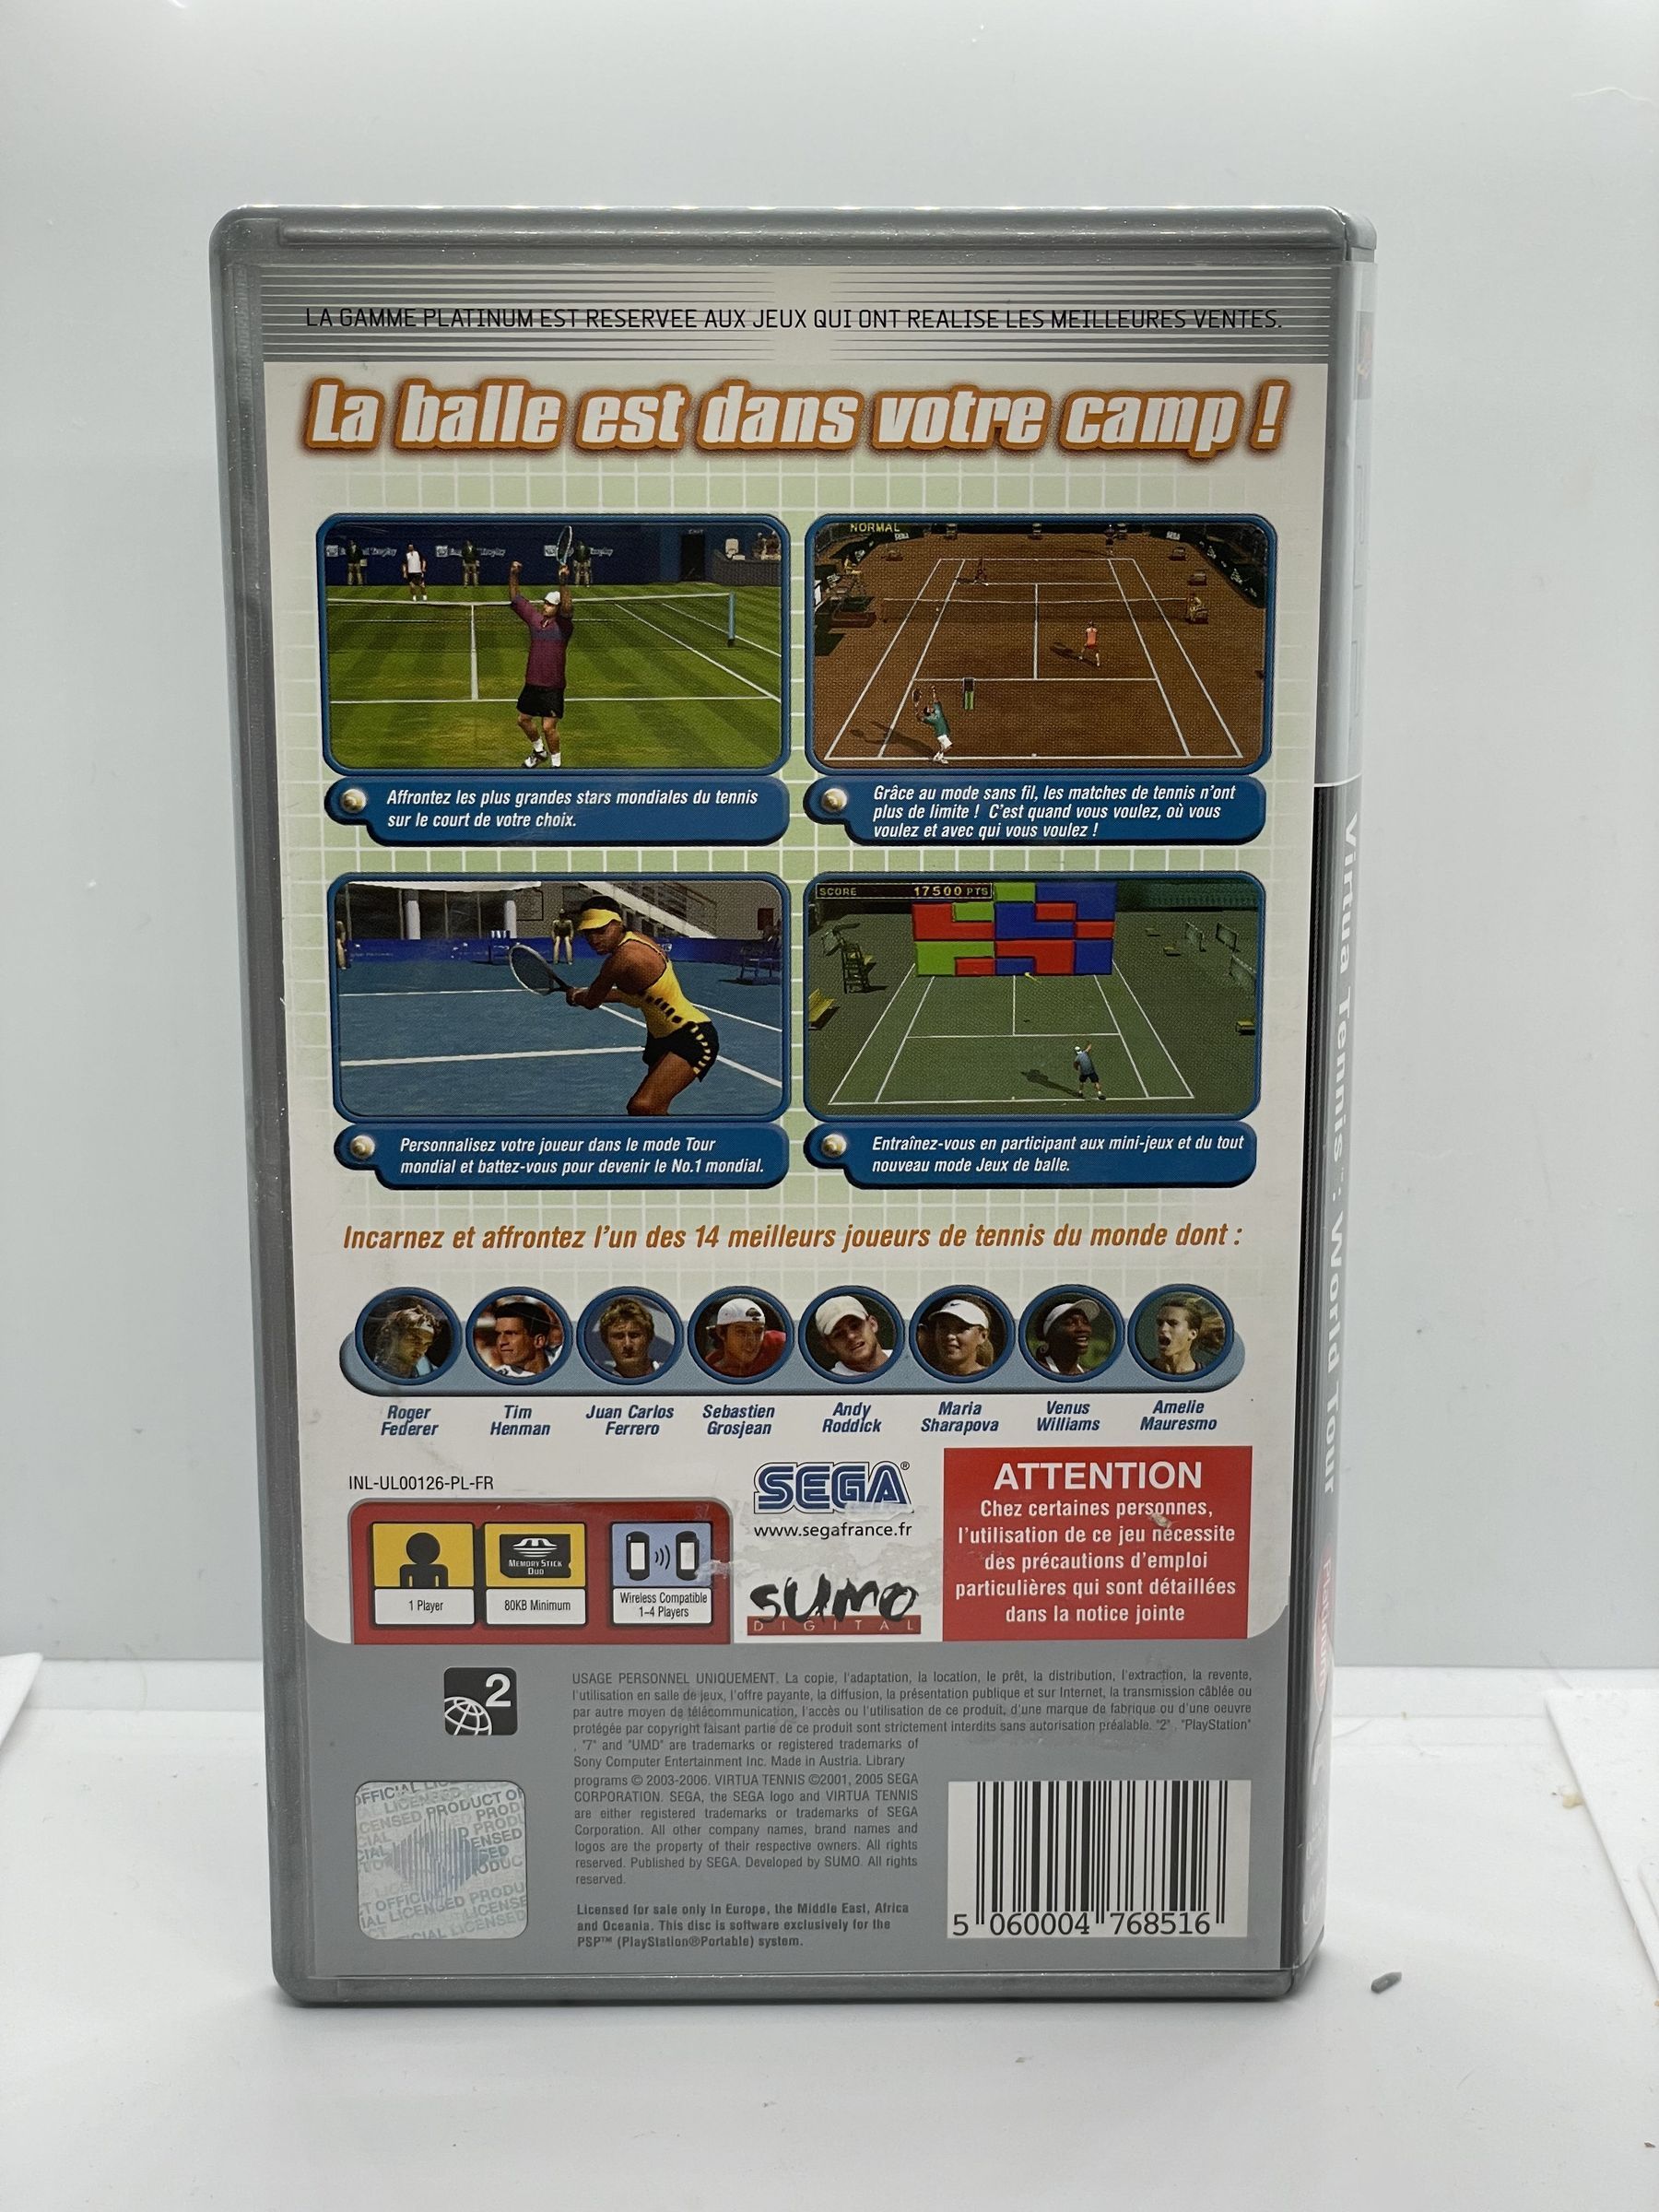 LA GAMME PLATINUM EST RESERVEE AUX JEUX QUI ONT REALISE LES MEILLEURES VENTES.
La balle est dans votre camp !
NORMAL
SEGA
Affrontez les plus grandes stars mondiales du tennis
sur le court de votre choix.
Grâce au mode sans fil, les matches de tennis n'ont
plus de limite ! C'est quand vous voulez, où vous
voulez et avec qui vous voulez !
SCORE 17500 PTS
Personnalisez votre joueur dans le mode Tour
mondial et battez-vous pour devenir le No.1 mondial.
Entraînez-vous en participant aux mini-jeux et du tout
nouveau mode Jeux de balle.
Incarnez et affrontez l'un des 14 meilleurs joueurs de tennis du monde dont :
Roger
Federer
Tim
Henman
Juan Carlos
Ferrero
Sebastien
Grosjean
Andy
Roddick
Maria
Sharapova
Venus
Williams
Amelie
Mauresmo
INL-UL00126-PL-FR
1 Player
MEMORY STICK
DUO
80KB Minimum
Wireless Compatible
1-4 Players
SEGA®
www.segafrance.fr
SUMO
DIGITAL
ATTENTION
Chez certaines personnes,
l'utilisation de ce jeu nécessite
des précautions d'emploi
particulières qui sont détaillées
dans la notice jointe
2
USAGE PERSONNEL UNIQUEMENT. La copie, l'adaptation, la location, le prêt, la distribution, l'extraction, la revente,
l'utilisation en salle de jeux, l'offre payante, la diffusion, la présentation publique et sur Internet, la transmission câblée ou
par autre moyen de télécommunication, l'accès ou l'utilisation de ce produit, d'une marque de fabrique ou d'une oeuvre
protégée par copyright faisant partie de ce produit sont strictement interdits sans autorisation préalable. "2", "PlayStation"
, "7" and "UMD" are trademarks or registered trademarks of
Sony Computer Entertainment Inc. Made in Austria. Library
programs © 2003-2006. VIRTUA TENNIS ©2001, 2005 SEGA
CORPORATION. SEGA, the SEGA logo and VIRTUA TENNIS
are either registered trademarks or trademarks of SEGA
Corporation. All other company names, brand names and
logos are the property of their respective owners. All rights
reserved. Published by SEGA. Developed by SUMO. All rights
reserved.
Licensed for sale only in Europe, the Middle East, Africa
and Oceania. This disc is software exclusively for the
PSP™ (PlayStation®Portable) system.
OFFICIAL LICENSED PRODUCT
5 060004 768516
Virtua Tennis™: World Tour
Platinum